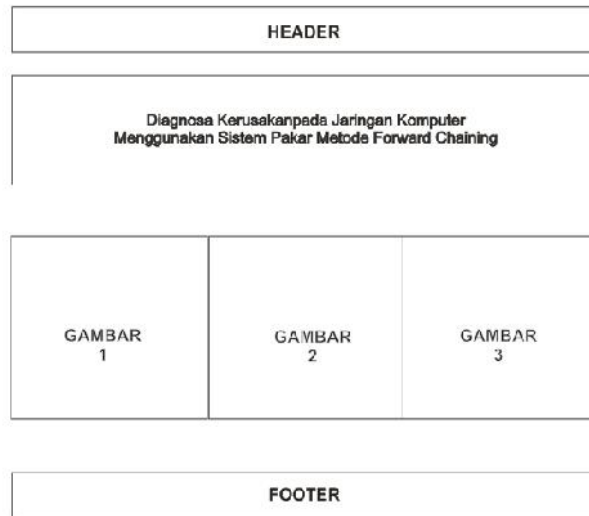 HEADER
Diagnosa Kerusakanpada Jaringan Komputer
Menggunakan Sistem Pakar Metode Forward Chaining
GAMBAR
1
GAMBAR
2
GAMBAR
3
FOOTER